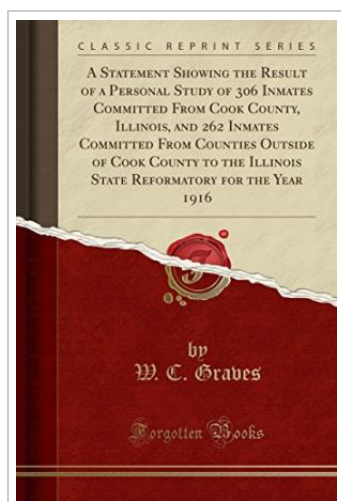 CLASSIC REPRINT SERIES
A STATEMENT SHOWING THE RESULT
OF A PERSONAL STUDY OF 306 INMATES
COMMITTED FROM COOK COUNTY,
ILLINOIS, AND 262 INMATES
COMMITTED FROM COUNTIES OUTSIDE
OF COOK COUNTY TO THE ILLINOIS
STATE REFORMATORY FOR THE YEAR
1916
by
W. C. Graves
Forgotten Books